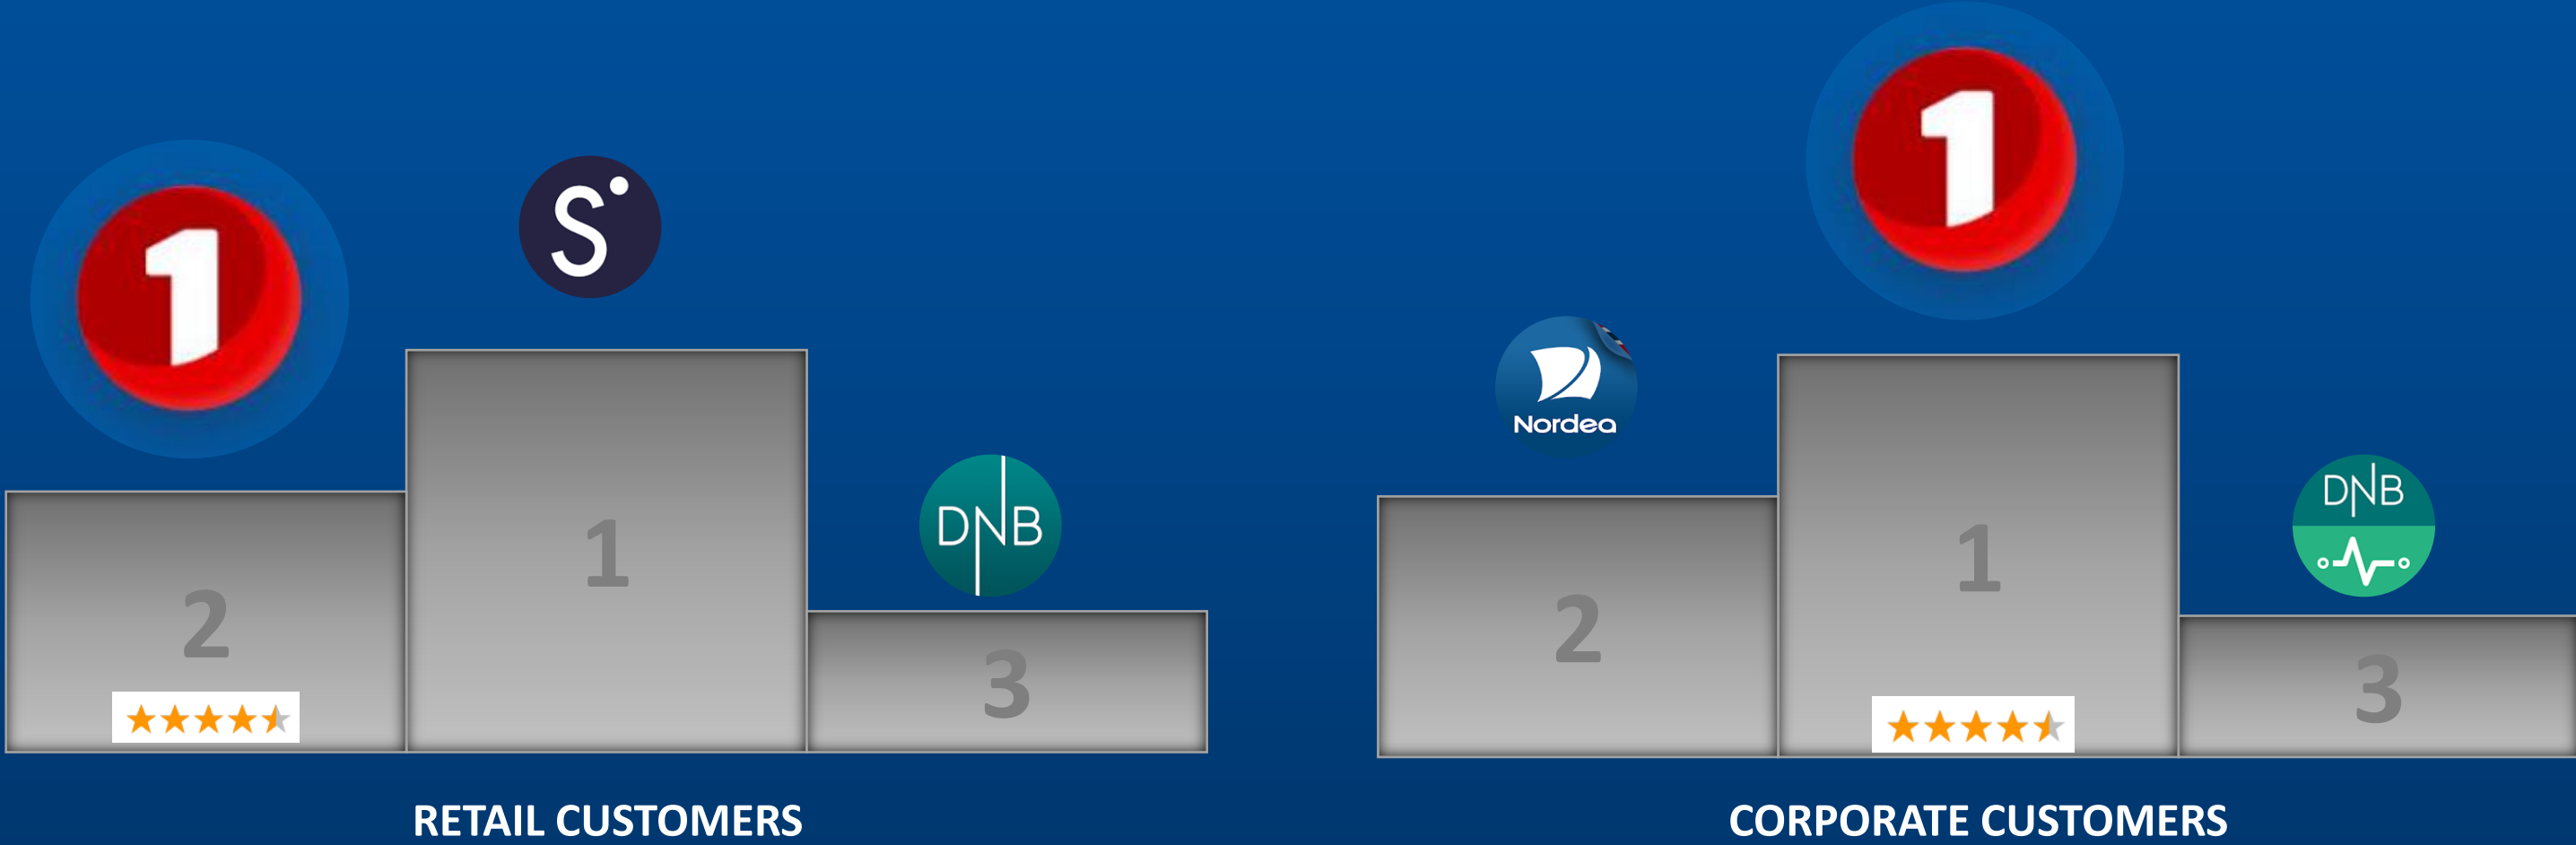 1
S
1
Nordea
DNB
DNB
1
1
2
2
3
3
RETAIL CUSTOMERS
CORPORATE CUSTOMERS